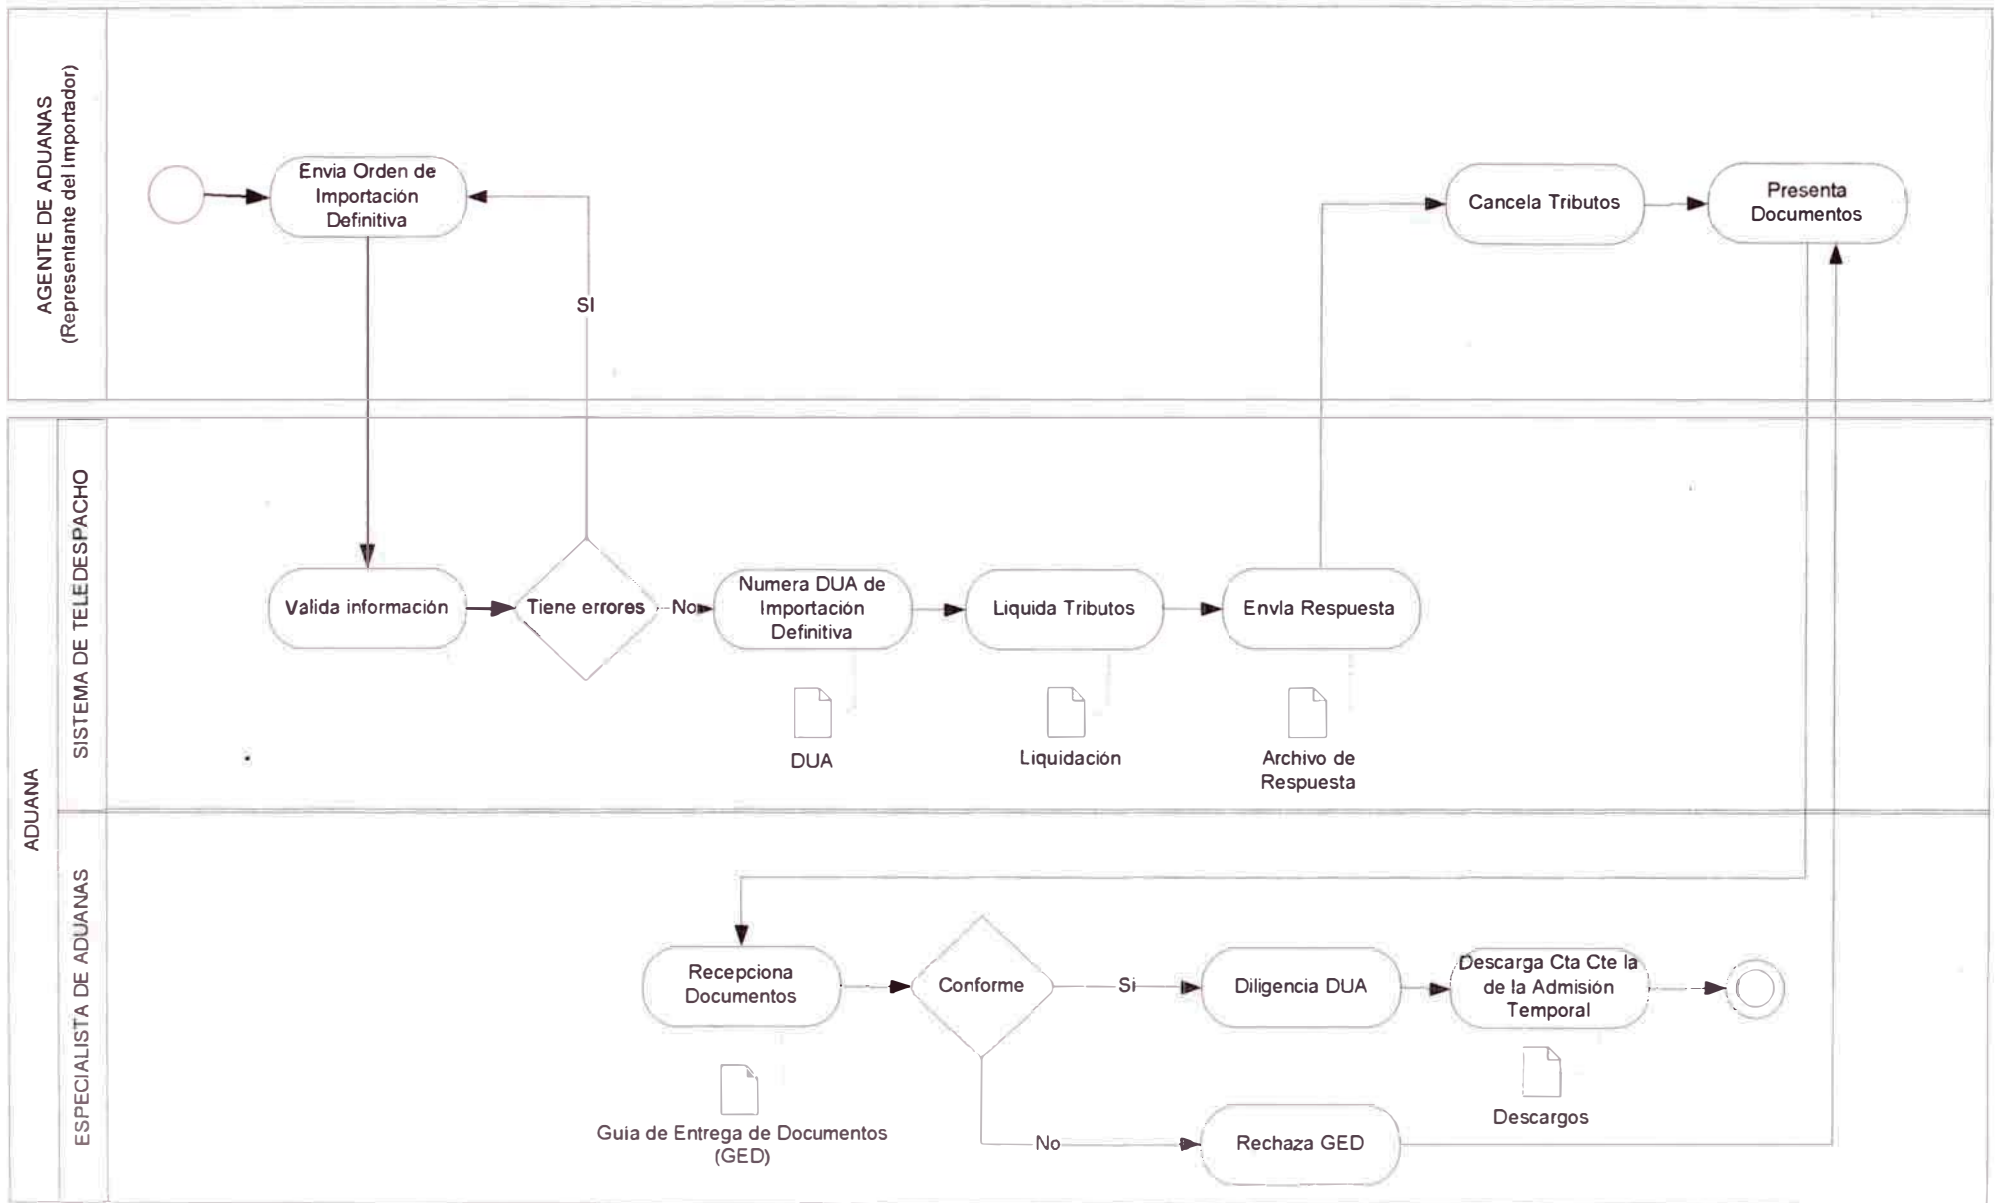 AGENTE DE ADUANAS
(Representante del Importador)
Envia Orden de
Importación
Definitiva
SI
Cancela Tributos
Presenta
Documentos
ADUANA
SISTEMA DE TELEDESPACHO
Valida información
Tiene errores
No
Numera DUA de
Importación
Definitiva
Liquida Tributos
Envla Respuesta
DUA
Liquidación
Archivo de
Respuesta
ESPECIALISTA DE ADUANAS
Recepciona
Documentos
Conforme
Si
Diligencia DUA
Descarga Cta Cte la
de la Admisión
Temporal
Guia de Entrega de Documentos
(GED)
No
Rechaza GED
Descargos